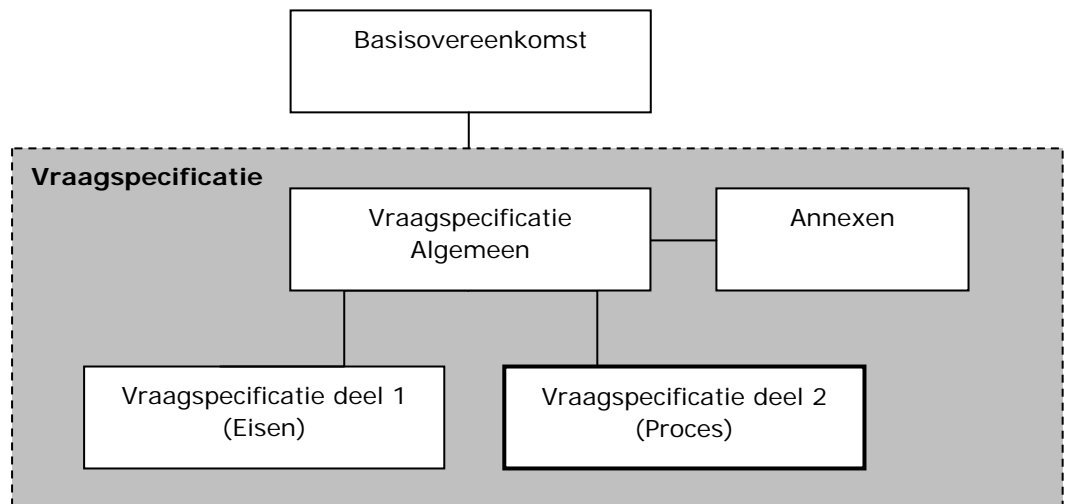 Basisovereenkomst
Vraagspecificatie
Vraagspecificatie
Algemeen
Annexen
Vraagspecificatie deel 1
(Eisen)
Vraagspecificatie deel 2
(Proces)